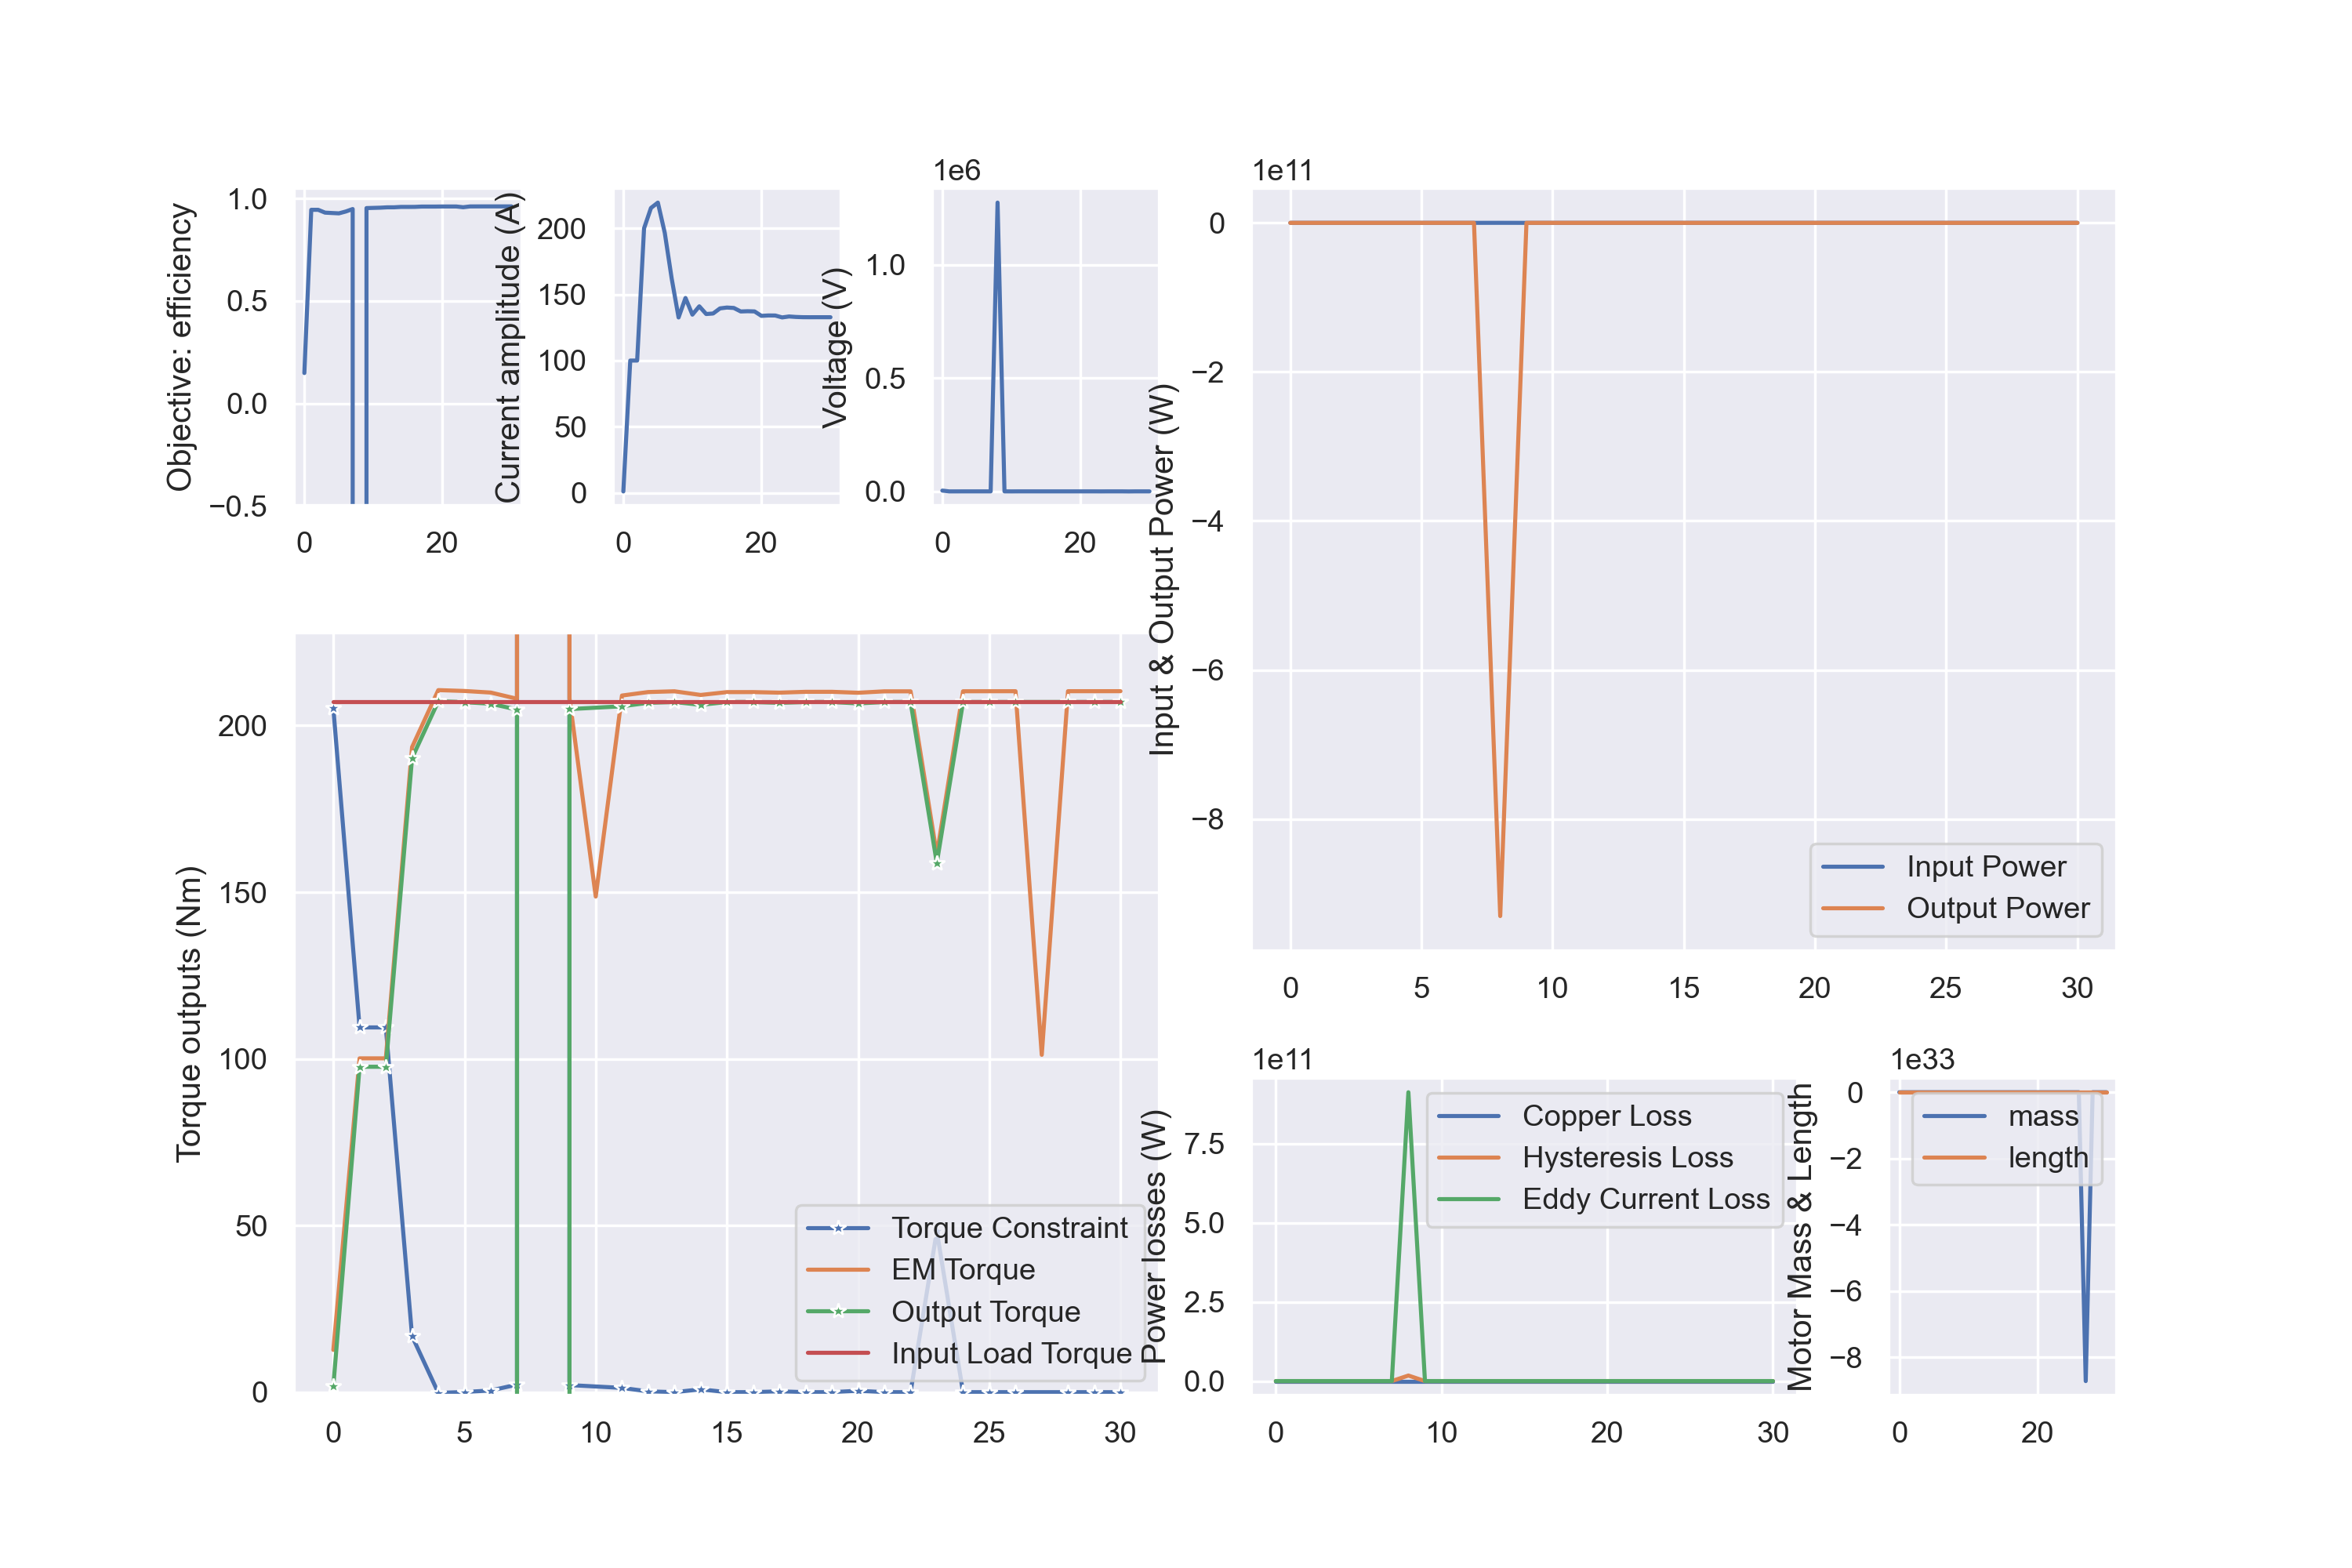 Objective: efficiency
1.0
0.5
0.0
−0.5
0
20
Current amplitude (A)
200
150
100
50
0
0
20
1e6
Voltage (V)
1.0
0.5
0.0
0
20
1e11
Input & Output Power (W)
0
−2
−4
−6
−8
Input Power
Output Power
0
5
10
15
20
25
30
Torque outputs (Nm)
200
150
100
50
0
Torque Constraint
EM Torque
Output Torque
Input Load Torque
0
5
10
15
20
25
30
1e11
Power losses (W)
7.5
5.0
2.5
0.0
Copper Loss
Hysteresis Loss
Eddy Current Loss
0
10
20
30
1e33
Motor Mass & Length
0
−2
−4
−6
−8
mass
length
0
20